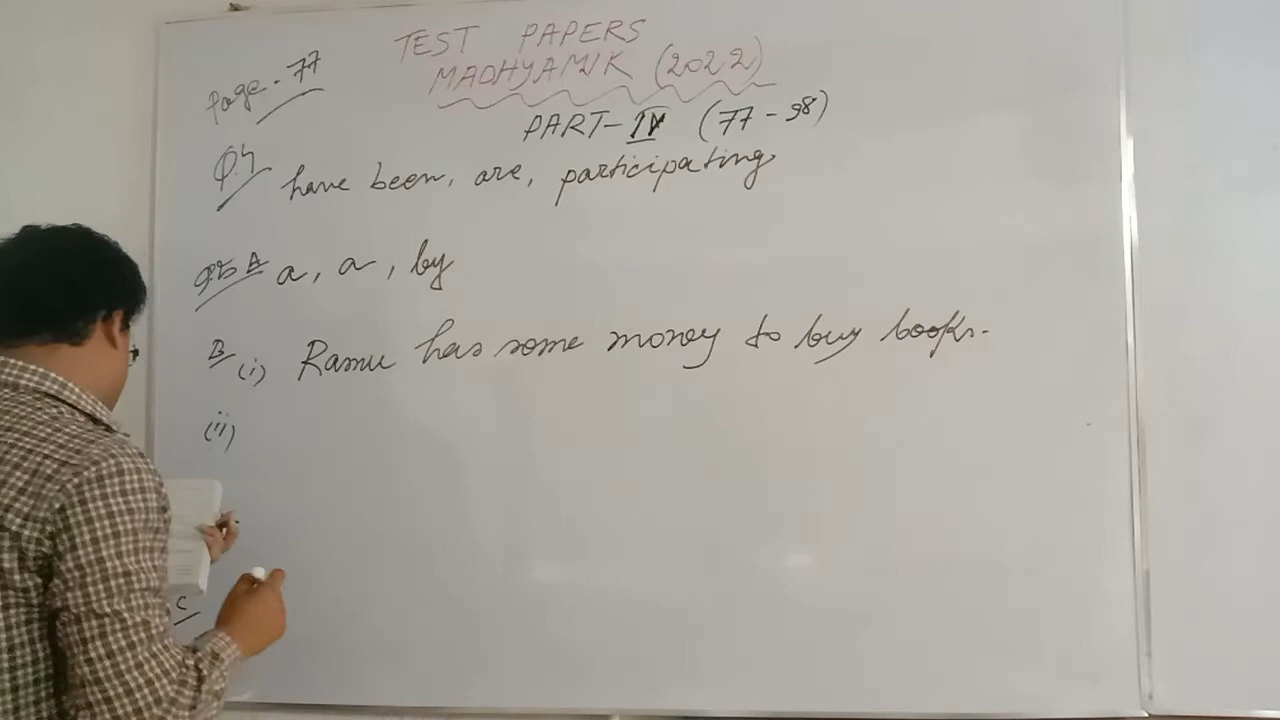 TEST PAPERS
MADHYAMIK (2022)
Page-77
PART-IV (77-98)
Q.4 have been, are, participating
Q5 A a, a, by
B (i) Ramu has some money to buy books.
(ii)
C